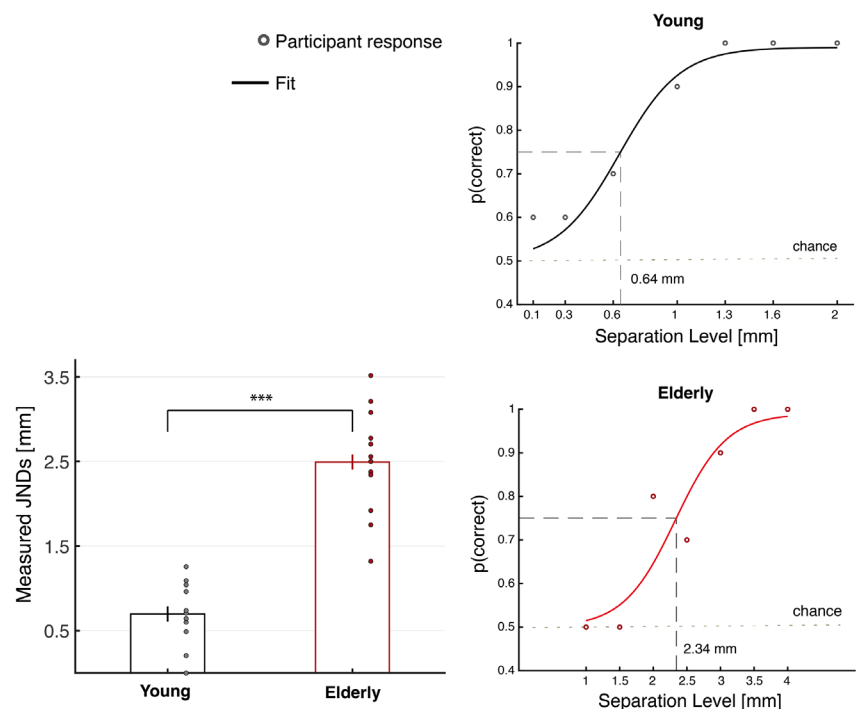 Participant response
Fit
Young
p(correct)
1
0.9
0.8
0.7
0.6
0.5
0.4
chance
0.64 mm
0.1 0.3 0.6 1 1.3 1.6 2
Separation Level [mm]
Measured JNDs [mm]
3.5
2.5
1.5
0.5
***
Young Elderly
Elderly
p(correct)
1
0.9
0.8
0.7
0.6
0.5
0.4
chance
2.34 mm
1 1.5 2 2.5 3 3.5 4
Separation Level [mm]